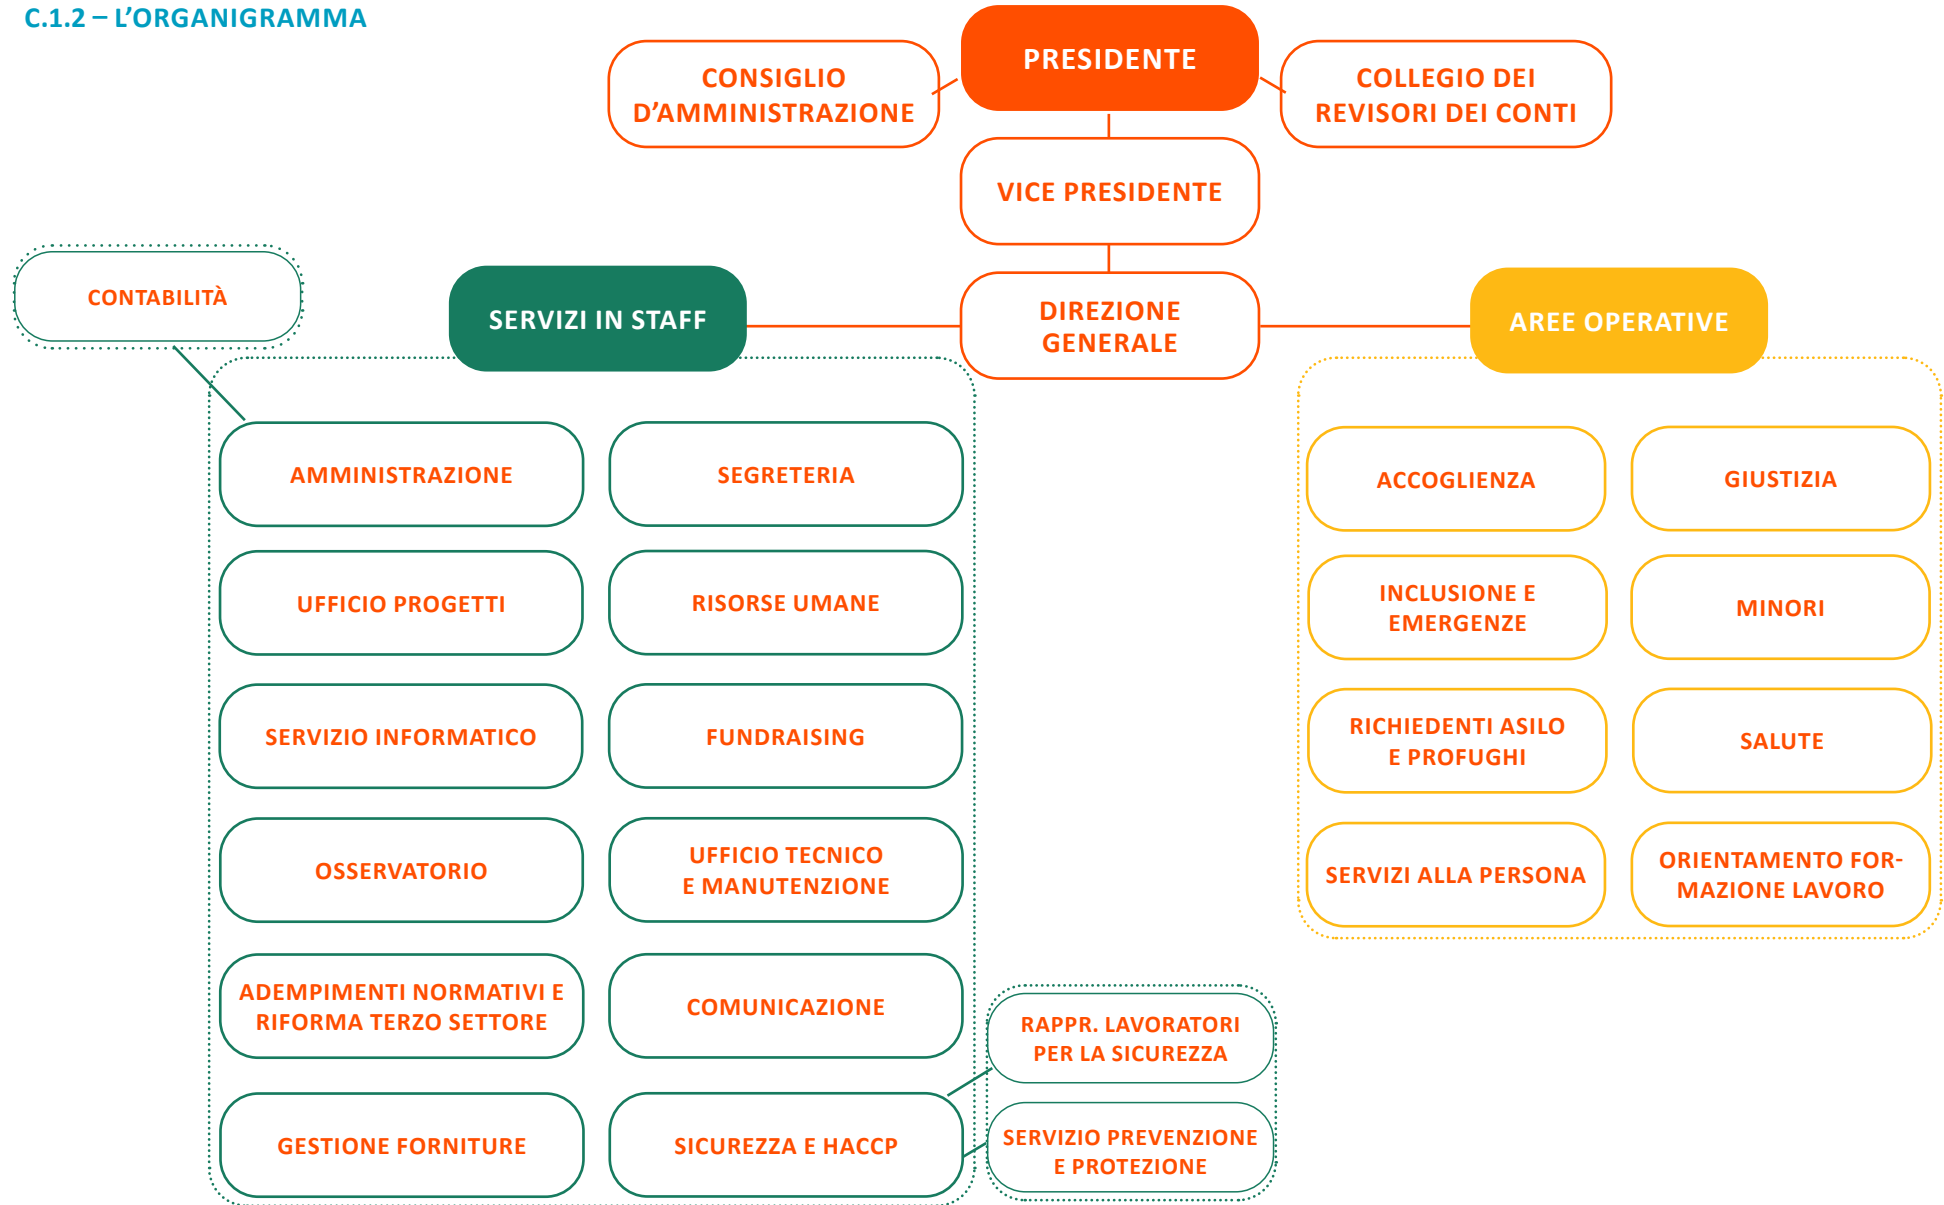 C.1.2 – L’ORGANIGRAMMA
PRESIDENTE
CONSIGLIO
D’AMMINISTRAZIONE
COLLEGIO DEI
REVISORI DEI CONTI
VICE PRESIDENTE
DIREZIONE
GENERALE
SERVIZI IN STAFF
AREE OPERATIVE
CONTABILITÀ
AMMINISTRAZIONE
SEGRETERIA
UFFICIO PROGETTI
RISORSE UMANE
SERVIZIO INFORMATICO
FUNDRAISING
OSSERVATORIO
UFFICIO TECNICO
E MANUTENZIONE
ADEMPIMENTI NORMATIVI E
RIFORMA TERZO SETTORE
COMUNICAZIONE
GESTIONE FORNITURE
SICUREZZA E HACCP
RAPPR. LAVORATORI
PER LA SICUREZZA
SERVIZIO PREVENZIONE
E PROTEZIONE
ACCOGLIENZA
GIUSTIZIA
INCLUSIONE E
EMERGENZE
MINORI
RICHIEDENTI ASILO
E PROFUGHI
SALUTE
SERVIZI ALLA PERSONA
ORIENTAMENTO FOR-
MAZIONE LAVORO